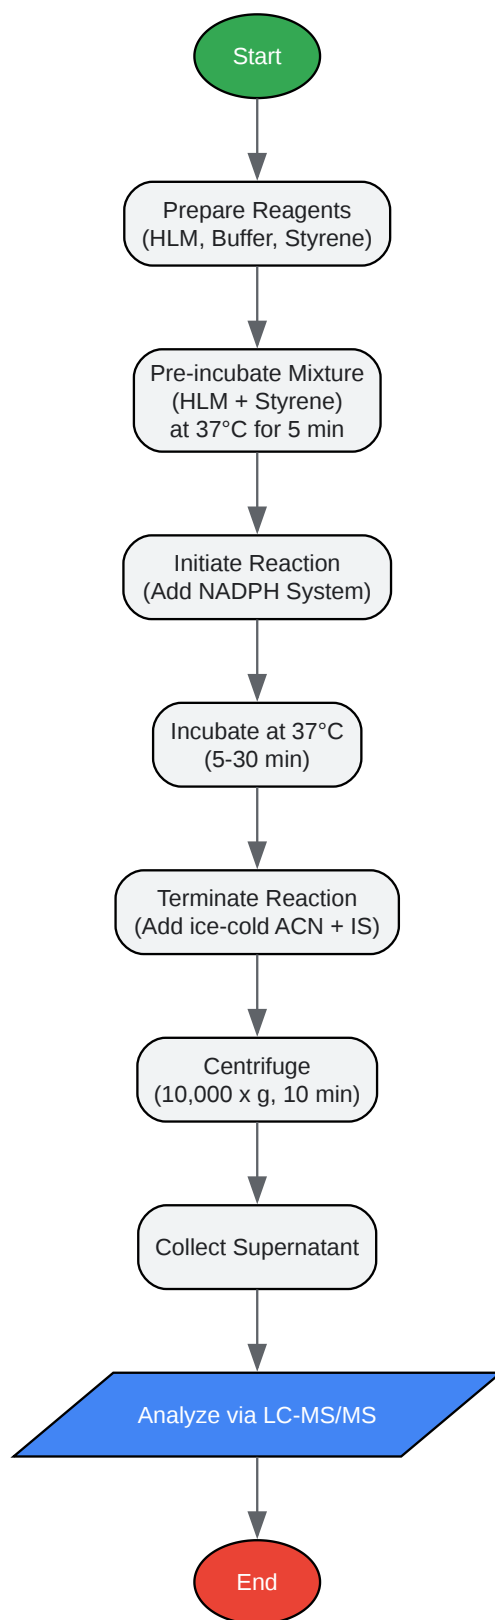 Start
Prepare Reagents
(HLM, Buffer, Styrene)
Pre-incubate Mixture
(HLM + Styrene)
at 37°C for 5 min
Initiate Reaction
(Add NADPH System)
Incubate at 37°C
(5-30 min)
Terminate Reaction
(Add ice-cold ACN + IS)
Centrifuge
(10,000 x g, 10 min)
Collect Supernatant
Analyze via LC-MS/MS
End